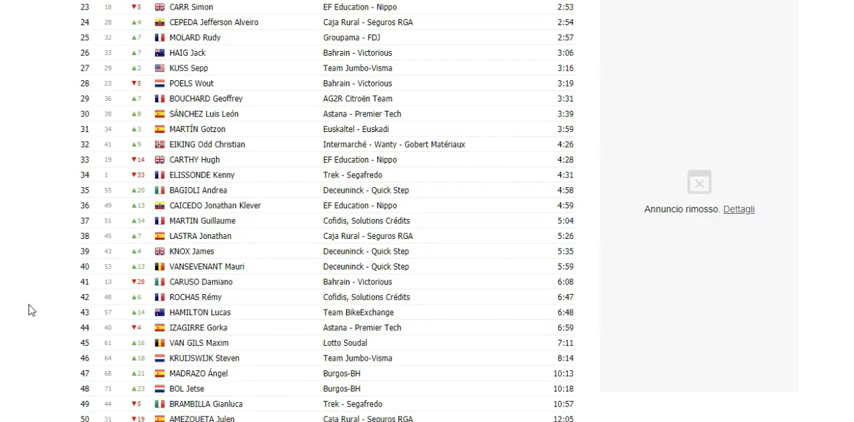 23 18 ▼5 CARR Simon EF Education - Nippo 2:53
24 28 ▲4 CEPEDA Jefferson Alveiro Caja Rural - Seguros RGA 2:54
25 32 ▲7 MOLARD Rudy Groupama - FDJ 2:57
26 33 ▲7 HAIG Jack Bahrain - Victorious 3:06
27 29 ▲2 KUSS Sepp Team Jumbo-Visma 3:16
28 23 ▼5 POELS Wout Bahrain - Victorious 3:19
29 36 ▲7 BOUCHARD Geoffrey AG2R Citroën Team 3:31
30 38 ▲8 SÁNCHEZ Luis León Astana - Premier Tech 3:39
31 34 ▲3 MARTÍN Gotzon Euskaltel - Euskadi 3:59
32 41 ▲9 EIKING Odd Christian Intermarché - Wanty - Gobert Matériaux 4:26
33 19 ▼14 CARTHY Hugh EF Education - Nippo 4:28
34 1 ▼33 ELISSONDE Kenny Trek - Segafredo 4:31
35 55 ▲20 BAGIOLI Andrea Deceuninck - Quick Step 4:58
36 49 ▲13 CAICEDO Jonathan Klever EF Education - Nippo 4:59
37 51 ▲14 MARTIN Guillaume Cofidis, Solutions Crédits 5:04
38 45 ▲7 LASTRA Jonathan Caja Rural - Seguros RGA 5:26
39 43 ▲4 KNOX James Deceuninck - Quick Step 5:35
40 53 ▲13 VANSEVENANT Mauri Deceuninck - Quick Step 5:59
41 13 ▼28 CARUSO Damiano Bahrain - Victorious 6:08
42 48 ▲6 ROCHAS Rémy Cofidis, Solutions Crédits 6:47
43 57 ▲14 HAMILTON Lucas Team BikeExchange 6:48
44 40 ▼4 IZAGIRRE Gorka Astana - Premier Tech 6:59
45 61 ▲16 VAN GILS Maxim Lotto Soudal 7:11
46 64 ▲18 KRUIJSWIJK Steven Team Jumbo-Visma 8:14
47 68 ▲21 MADRAZO Ángel Burgos-BH 10:13
48 71 ▲23 BOL Jetse Burgos-BH 10:18
49 44 ▼5 BRAMBILLA Gianluca Trek - Segafredo 10:57
50 31 ▼19 AMEZQUETA Julen Caja Rural - Seguros RGA 12:05
Annuncio rimosso. Dettagli